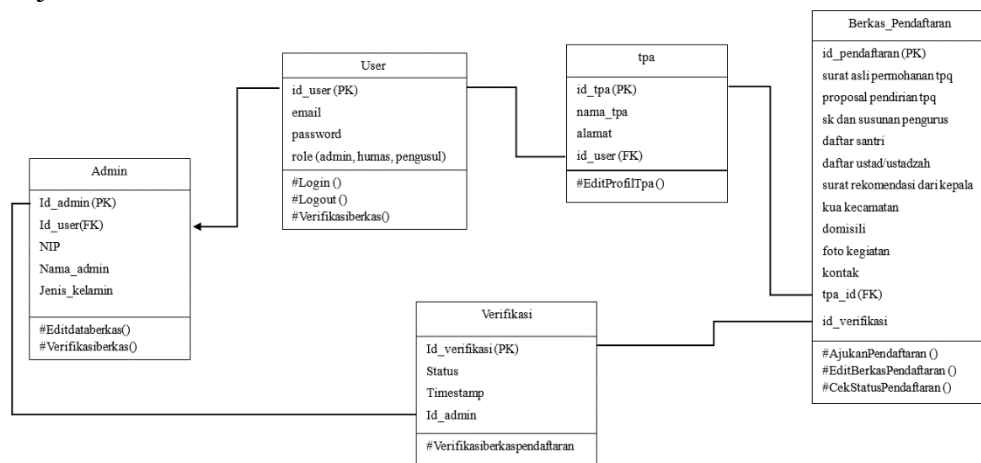 User
id_user (PK)
email
password
role (admin, humas, pengusul)
#Login ()
#Logout ()
#Verifikasiberkas()
tpa
id_tpa (PK)
nama_tpa
alamat
id_user (FK)
#EditProfilTpa ()
Berkas_Pendaftaran
id_pendaftaran (PK)
surat asli permohanan tpq
proposal pendirian tpq
sk dan susunan pengurus
daftar santri
daftar ustad/ustadzah
surat rekomendasi dari kepala
kua kecamatan
domisili
foto kegiatan
kontak
tpa_id (FK)
id_verifikasi
#AjukanPendaftaran ()
#EditBerkasPendaftaran ()
#CekStatusPendaftaran ()
Admin
Id_admin (PK)
Id_user(FK)
NIP
Nama_admin
Jenis_kelamin
#Editdataberkas()
#Verifikasiberkas()
Verifikasi
Id_verifikasi (PK)
Status
Timestamp
Id_admin
#Verifikasiberkaspendaftaran